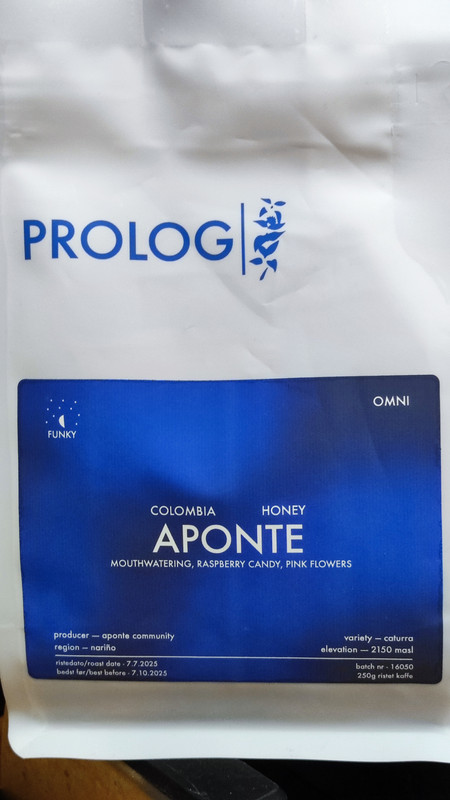 PROLOG
OMNI
FUNKY
COLOMBIA HONEY
APONTE
MOUTHWATERING, RASPBERRY CANDY, PINK FLOWERS
producer — aponte community
region — nariño
variety — caturra
elevation — 2150 masl
ristedato/roast date - 7.7.2025
bedst før/best before - 7.10.2025
batch nr - 16050
250g ristet kaffe